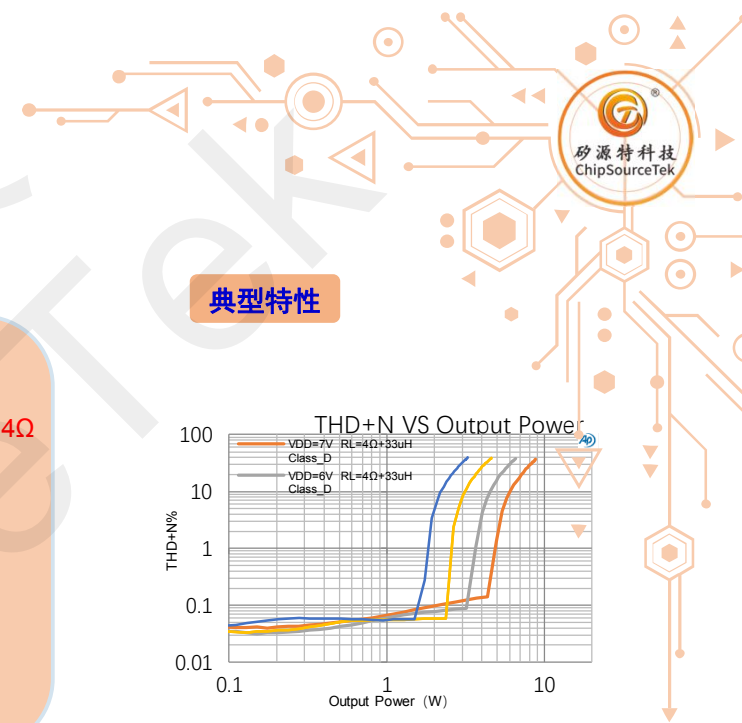 矽源特科技
ChipSourceTek
®
典型特性
4Ω
THD+N VS Output Power
AP
VDD=7V RL=4Ω+33uH
Class_D
VDD=6V RL=4Ω+33uH
Class_D
THD+N%
100
10
1
0.1
0.01
0.1
1
10
Output Power（W）
Tek